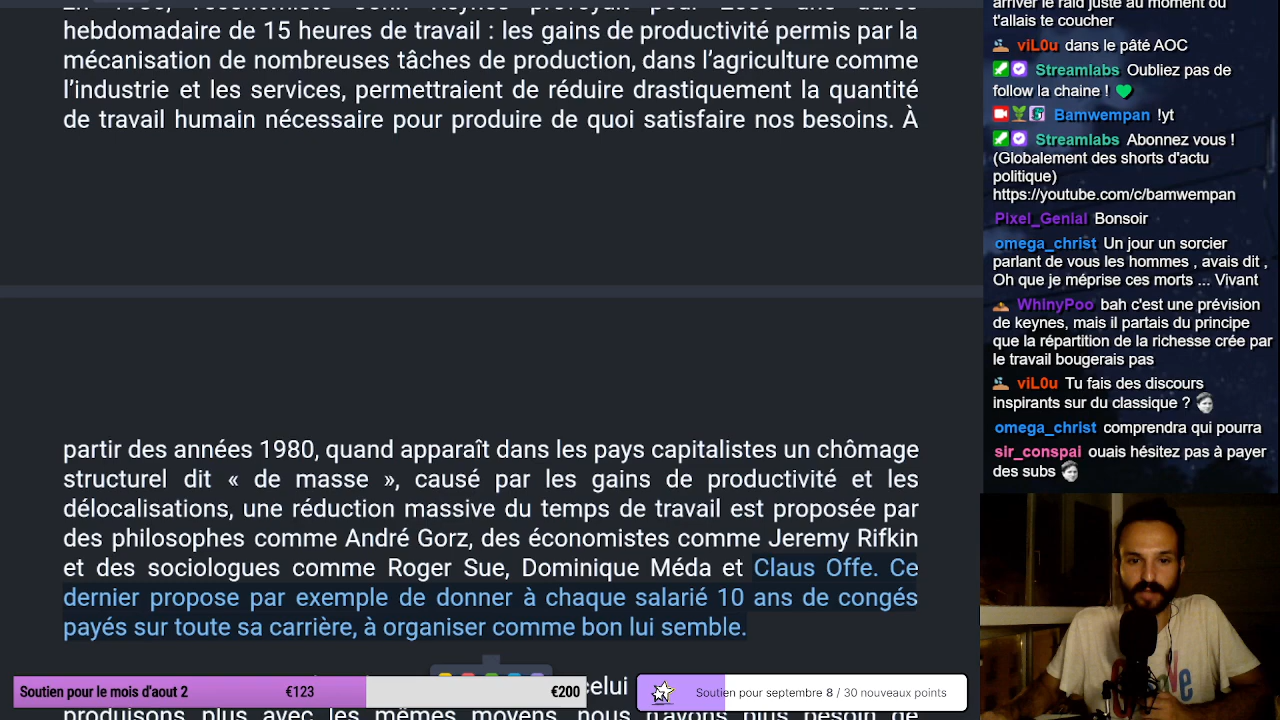 hebdomadaire de 15 heures de travail : les gains de productivité permis par la
mécanisation de nombreuses tâches de production, dans l'agriculture comme
l'industrie et les services, permettraient de réduire drastiquement la quantité
de travail humain nécessaire pour produire de quoi satisfaire nos besoins. À
partir des années 1980, quand apparaît dans les pays capitalistes un chômage
structurel dit « de masse », causé par les gains de productivité et les
délocalisations, une réduction massive du temps de travail est proposée par
des philosophes comme André Gorz, des économistes comme Jeremy Rifkin
et des sociologues comme Roger Sue, Dominique Méda et Claus Offe. Ce
dernier propose par exemple de donner à chaque salarié 10 ans de congés
payés sur toute sa carrière, à organiser comme bon lui semble.
celui
produisons plus avec les mêmes moyens, nous n'avons plus besoin de
Soutien pour le mois d'aout 2 €123 €200
Soutien pour septembre 8 / 30 nouveaux points
arriver le raid juste au moment où
t'allais te coucher
viL0u dans le pâté AOC
Streamlabs Oubliez pas de
follow la chaine !
Bamwempan !yt
Streamlabs Abonnez vous !
(Globalement des shorts d'actu
politique)
https://youtube.com/c/bamwempan
Pixel_Genial Bonsoir
omega_christ Un jour un sorcier
parlant de vous les hommes , avais dit ,
Oh que je méprise ces morts ... Vivant
WhinyPoo bah c'est une prévision
de keynes, mais il partais du principe
que la répartition de la richesse crée par
le travail bougerais pas
viL0u Tu fais des discours
inspirants sur du classique ?
omega_christ comprendra qui pourra
sir_conspai ouais hésitez pas à payer
des subs